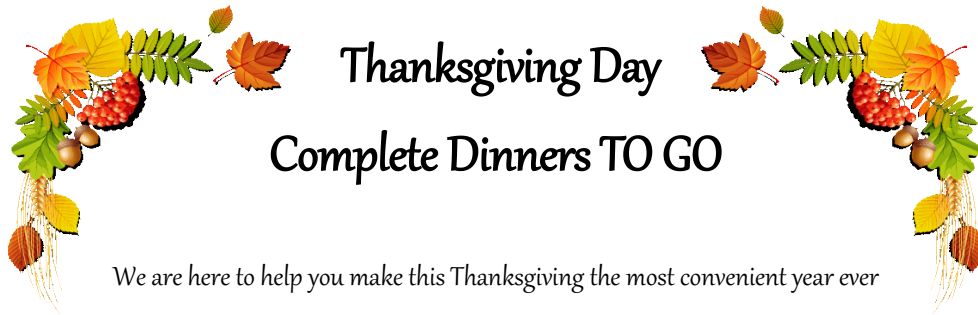 Thanksgiving Day
Complete Dinners TO GO
We are here to help you make this Thanksgiving the most convenient year ever